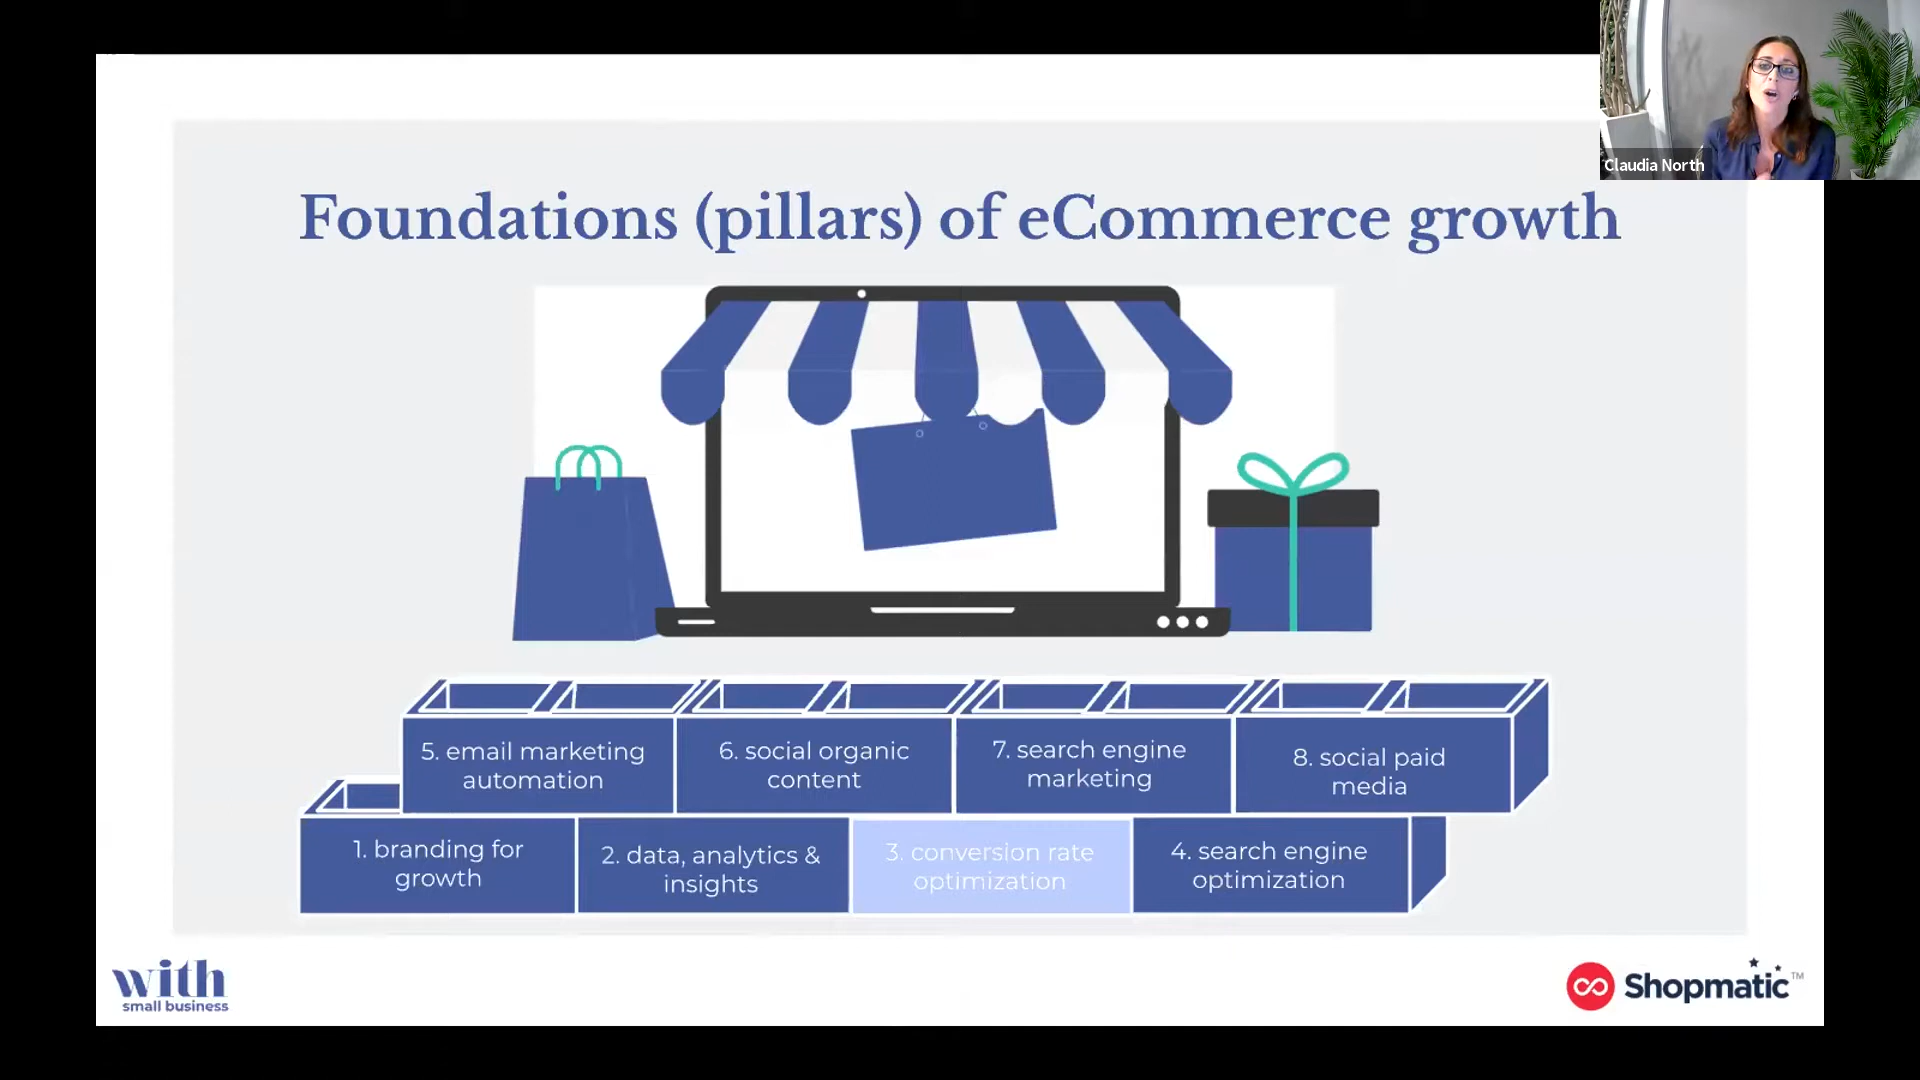 Claudia North
Foundations (pillars) of eCommerce growth
5. email marketing
automation
6. social organic
content
7. search engine
marketing
8. social paid
media
1. branding for
growth
2. data, analytics &
insights
3. conversion rate
optimization
4. search engine
optimization
with
small business
Shopmatic™